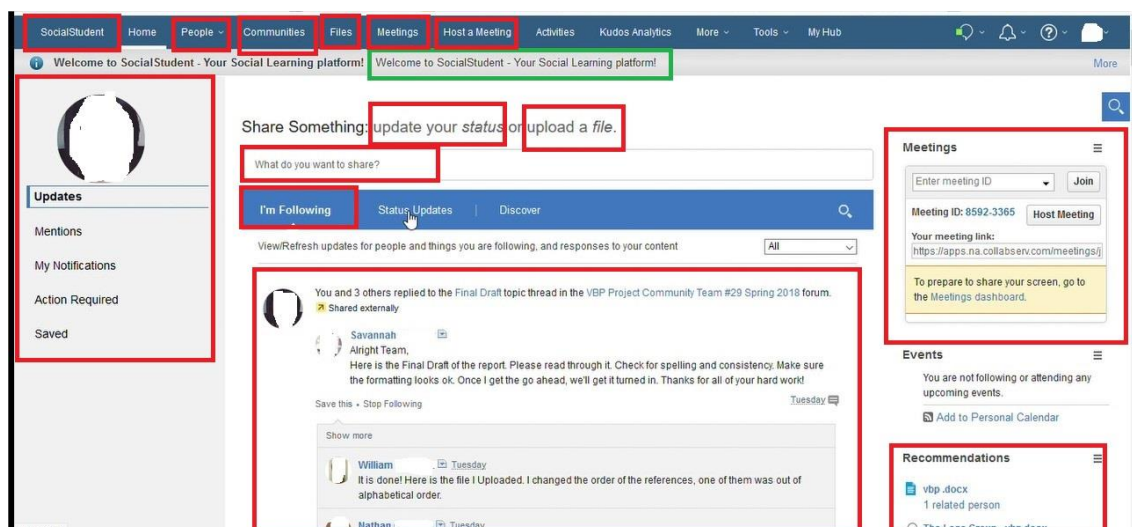 SocialStudent Home People Communities Files Meetings Host a Meeting Activities Kudos Analytics More Tools My Hub
Welcome to SocialStudent - Your Social Learning platform! Welcome to SocialStudent - Your Social Learning platform! More
Updates
Mentions
My Notifications
Action Required
Saved
Share Something: update your status or upload a file.
What do you want to share?
I'm Following Status Updates | Discover
View/Refresh updates for people and things you are following, and responses to your content All
You and 3 others replied to the Final Draft topic thread in the VBP Project Community Team #29 Spring 2018 forum.
Shared externally
Savannah
Alright Team,
Here is the Final Draft of the report. Please read through it. Check for spelling and consistency. Make sure
the formatting looks ok. Once I get the go ahead, we'll get it turned in. Thanks for all of your hard work!
Save this • Stop Following Tuesday
Show more
William Tuesday
It is done! Here is the file I Uploaded. I changed the order of the references, one of them was out of
alphabetical order.
Nathan Tuesday
Meetings
Enter meeting ID Join
Meeting ID: 8592-3365 Host Meeting
Your meeting link:
https://apps.na.collabserv.com/meetings/j
To prepare to share your screen, go to
the Meetings dashboard.
Events
You are not following or attending any
upcoming events.
Add to Personal Calendar
Recommendations
vbp .docx
1 related person